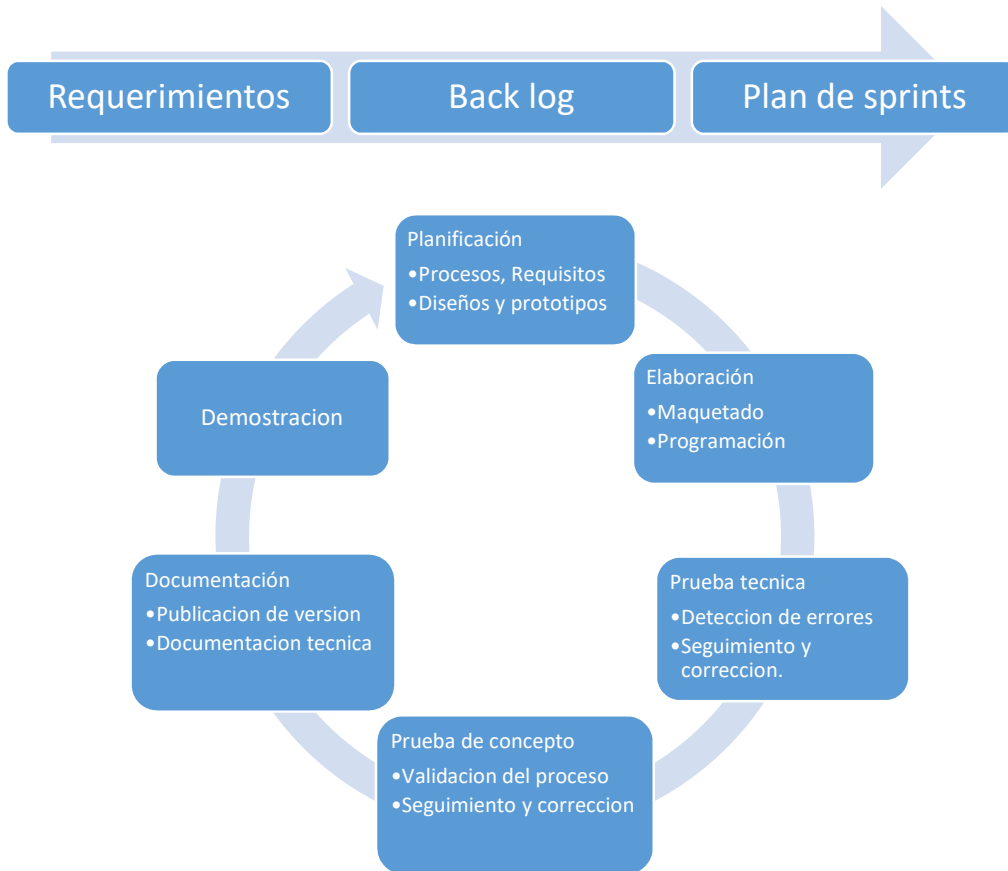 Requerimientos
Back log
Plan de sprints
Planificación
•Procesos, Requisitos
•Diseños y prototipos
Elaboración
•Maquetado
•Programación
Prueba tecnica
•Deteccion de errores
•Seguimiento y
correccion.
Prueba de concepto
•Validacion del proceso
•Seguimiento y correccion
Documentación
•Publicacion de version
•Documentacion tecnica
Demostracion